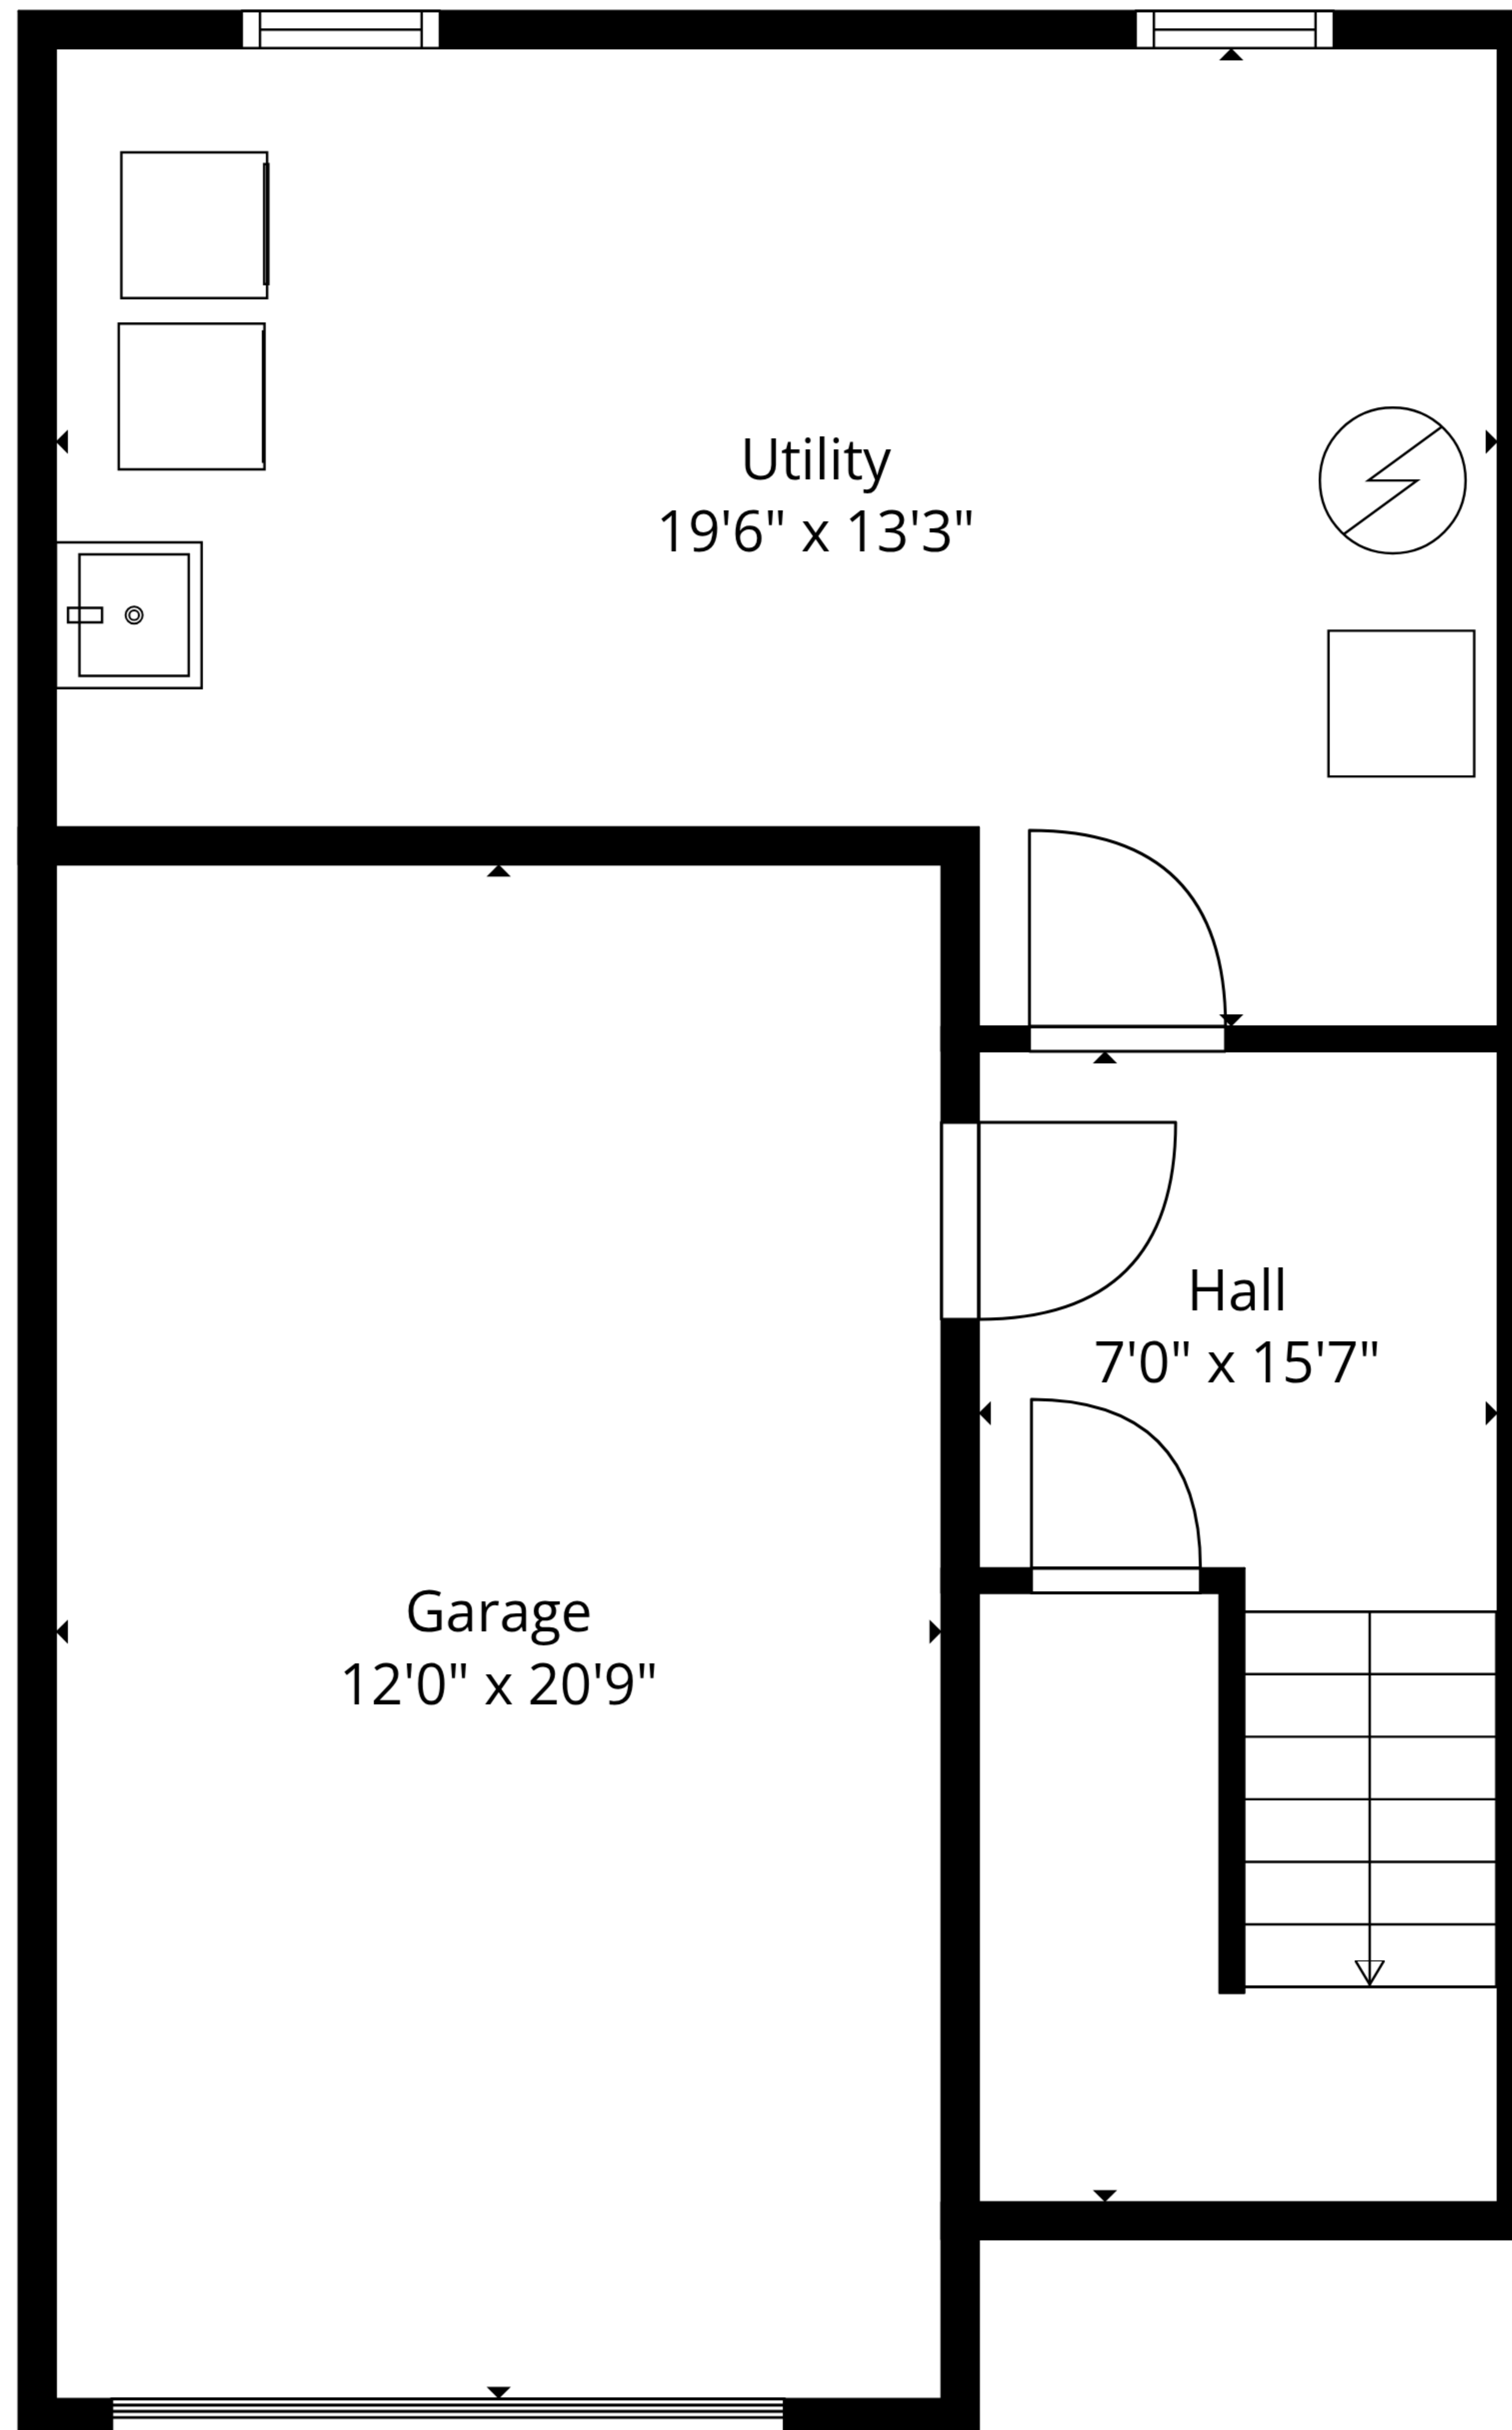 Utility
19'6" x 13'3"
Hall
7'0" x 15'7"
Garage
12'0" x 20'9"